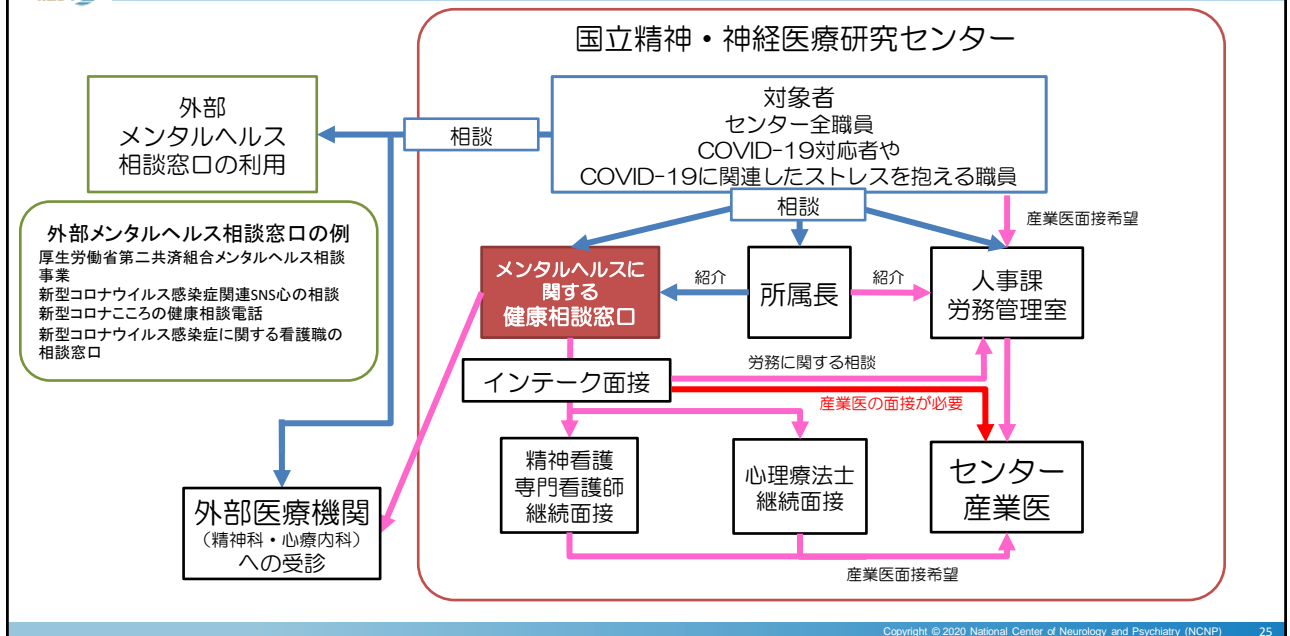 国立精神・神経医療研究センター
対象者
センター全職員
COVID-19対応者や
COVID-19に関連したストレスを抱える職員
外部
メンタルヘルス
相談窓口の利用
相談
相談
産業医面接希望
外部メンタルヘルス相談窓口の例
厚生労働省第二共済組合メンタルヘルス相談
事業
新型コロナウイルス感染症関連SNS心の相談
新型コロナこころの健康相談電話
新型コロナウイルス感染症に関する看護職の
相談窓口
メンタルヘルスに
関する
健康相談窓口
紹介
所属長
紹介
人事課
労務管理室
労務に関する相談
インテーク面接
産業医の面接が必要
精神看護
専門看護師
継続面接
心理療法士
継続面接
センター
産業医
外部医療機関
（精神科・心療内科）
への受診
産業医面接希望
Copyright © 2020 National Center of Neurology and Psychiatry (NCNP)
25